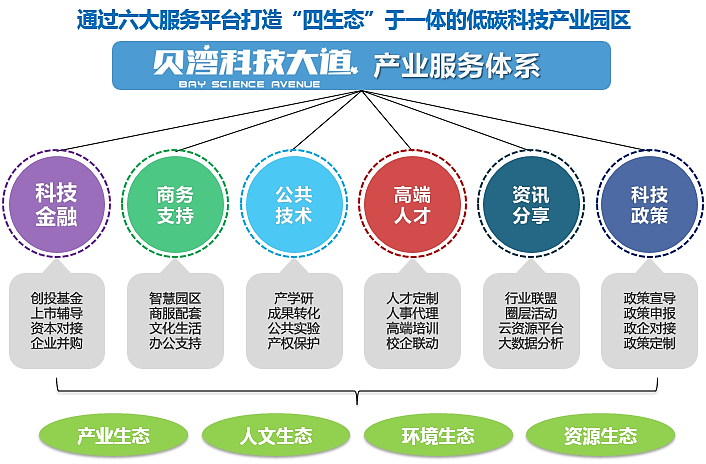 通过六大服务平台打造“四生态”于一体的低碳科技产业园区
贝湾科技大道 产业服务体系
BAY SCIENCE AVENUE
科技
金融
商务
支持
公共
技术
高端
人才
资讯
分享
科技
政策
创投基金
上市辅导
资本对接
企业并购
智慧园区
商服配套
文化生活
办公支持
产学研
成果转化
公共实验
产权保护
人才定制
人事代理
高端培训
校企联动
行业联盟
圈层活动
云资源平台
大数据分析
政策宣导
政策申报
政企对接
政策定制
产业生态
人文生态
环境生态
资源生态